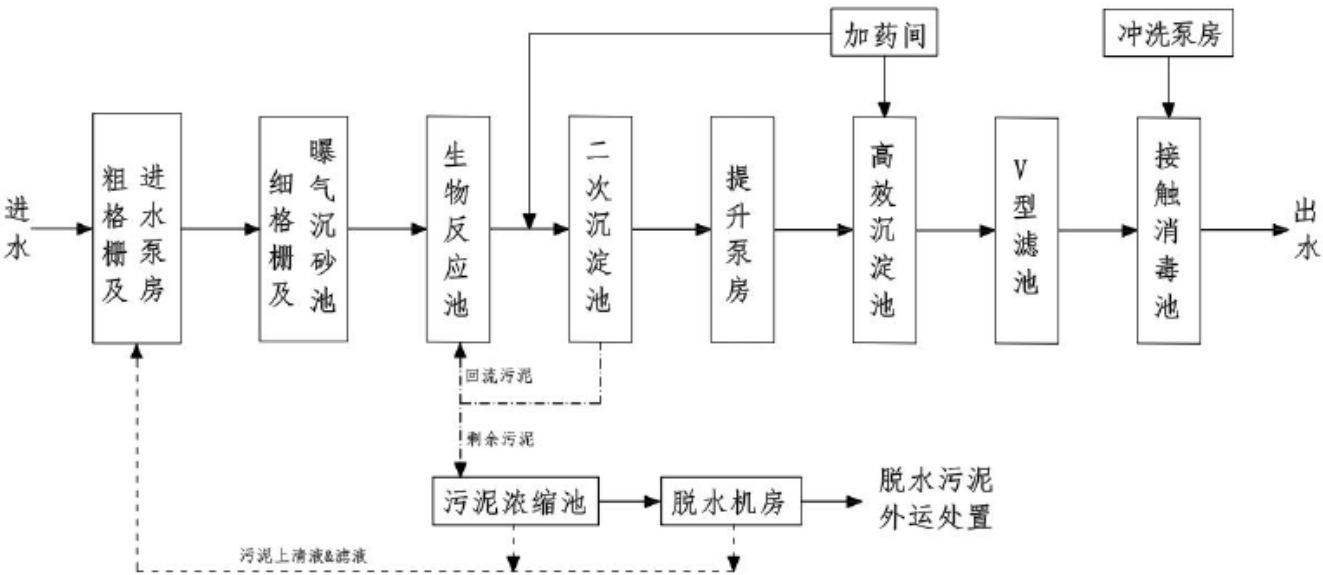 加药间
冲洗泵房
进水
粗格栅及
进水泵房
细格栅及
曝气沉砂池
生物反应池
二次沉淀池
提升泵房
高效沉淀池
V型滤池
接触消毒池
出水
回流污泥
剩余污泥
污泥浓缩池
脱水机房
脱水污泥
外运处置
污泥上清液&滤液